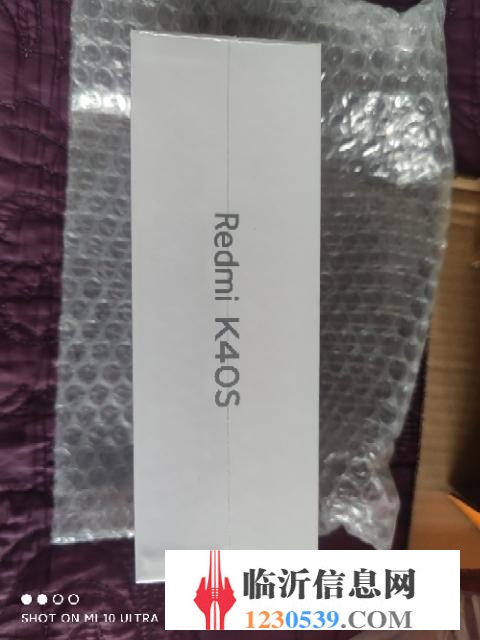 Redmi K40S
SHOT ON MI 10 ULTRA
临沂信息网
1230539.COM